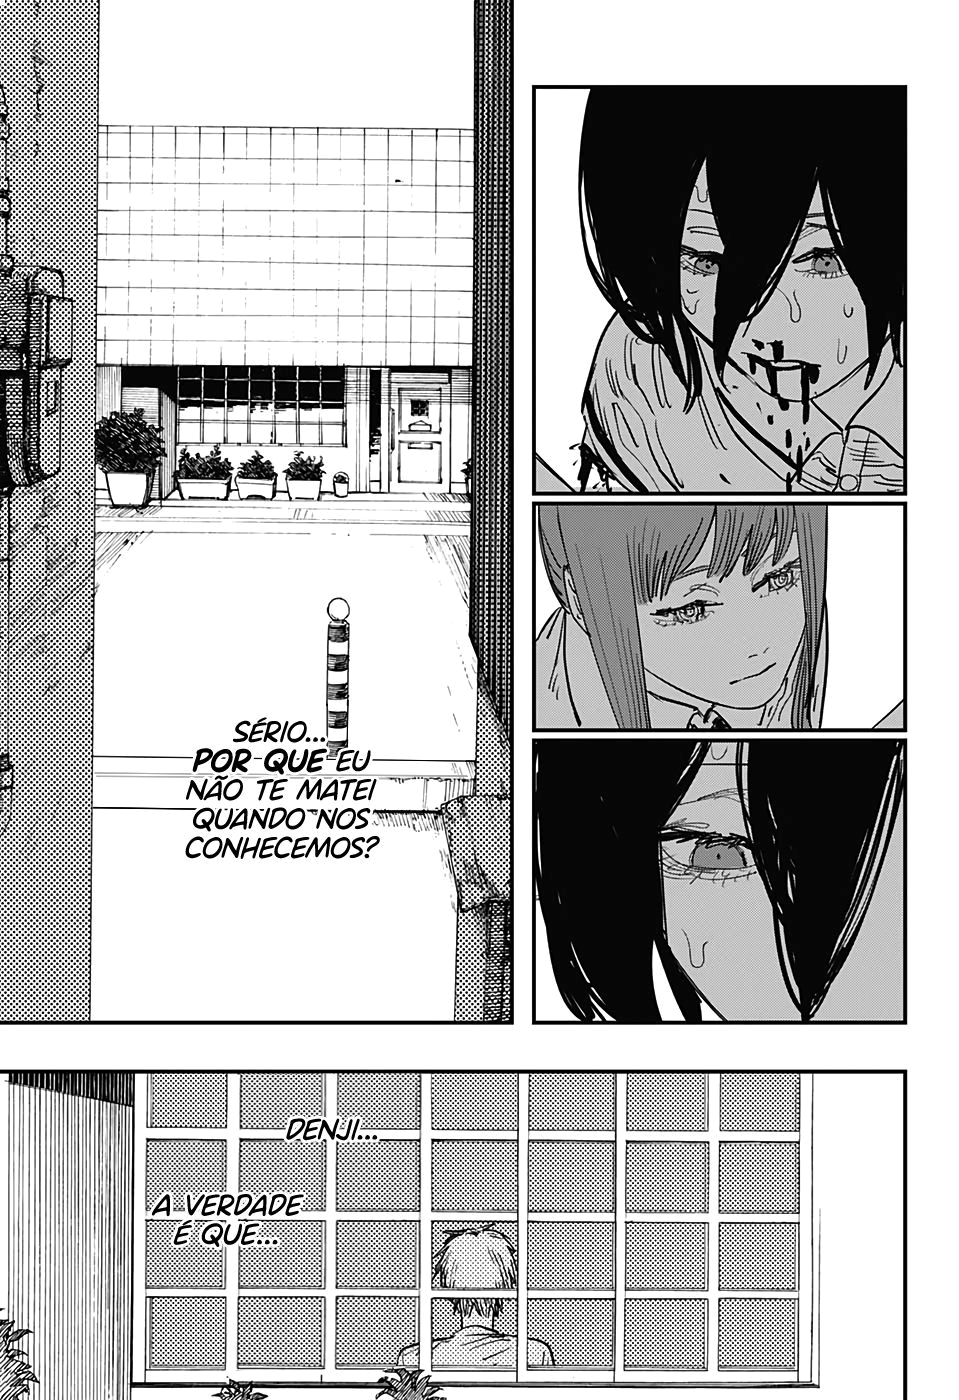 SÉRIO...
POR QUE EU
NÃO TE MATEI
QUANDO NOS
CONHECEMOS?
DENJI...
A VERDADE
É QUE...